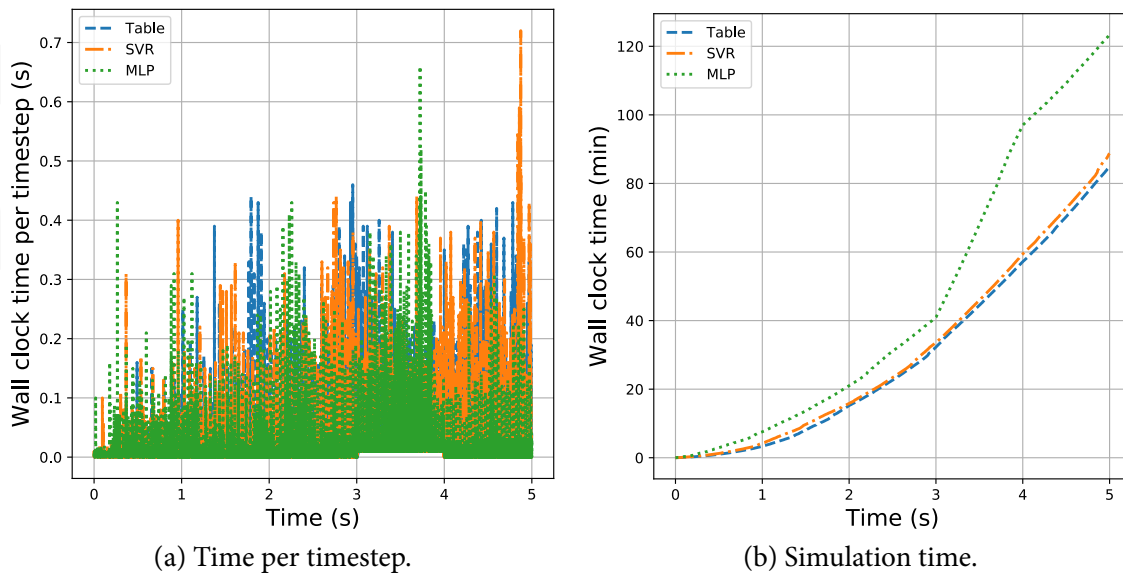 Table
SVR
MLP
Wall clock time per timestep (s)
0.7
0.6
0.5
0.4
0.3
0.2
0.1
0.0
0 1 2 3 4 5
Time (s)
(a) Time per timestep.
Table
SVR
MLP
Wall clock time (min)
120
100
80
60
40
20
0
0 1 2 3 4 5
Time (s)
(b) Simulation time.